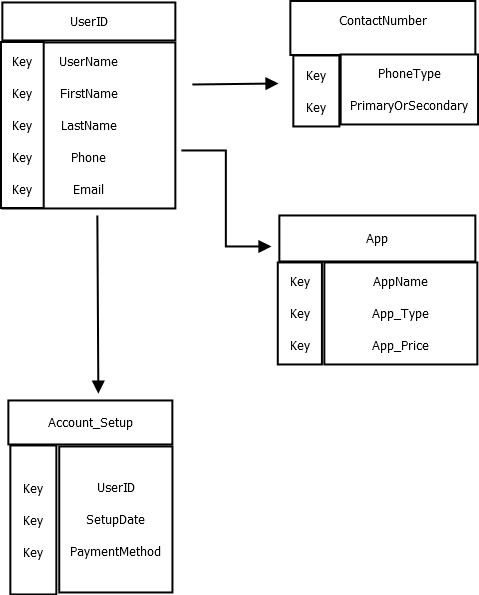 UserID
Key UserName
Key FirstName
Key LastName
Key Phone
Key Email
ContactNumber
Key PhoneType
Key PrimaryOrSecondary
App
Key AppName
Key App_Type
Key App_Price
Account_Setup
Key UserID
Key SetupDate
Key PaymentMethod